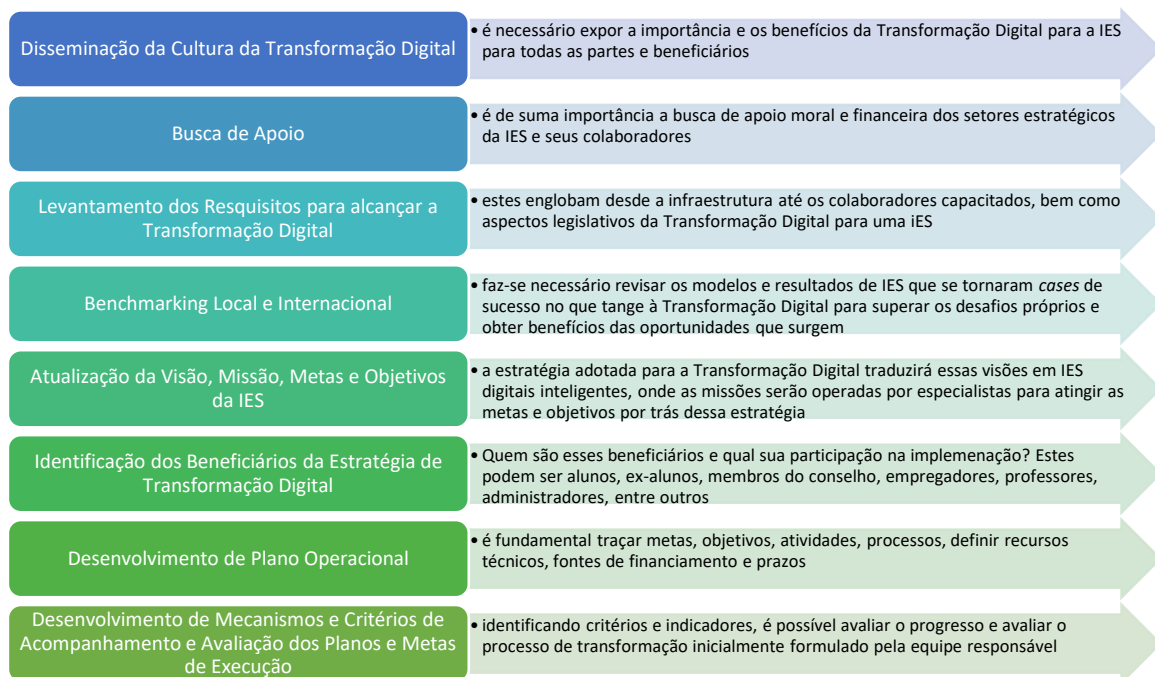 Disseminação da Cultura da Transformação Digital
• é necessário expor a importância e os benefícios da Transformação Digital para a IES
para todas as partes e beneficiários
Busca de Apoio
• é de suma importância a busca de apoio moral e financeira dos setores estratégicos
da IES e seus colaboradores
Levantamento dos Resquisitos para alcançar a
Transformação Digital
• estes englobam desde a infraestrutura até os colaboradores capacitados, bem como
aspectos legislativos da Transformação Digital para uma iES
Benchmarking Local e Internacional
• faz-se necessário revisar os modelos e resultados de IES que se tornaram cases de
sucesso no que tange à Transformação Digital para superar os desafios próprios e
obter benefícios das oportunidades que surgem
Atualização da Visão, Missão, Metas e Objetivos
da IES
• a estratégia adotada para a Transformação Digital traduzirá essas visões em IES
digitais inteligentes, onde as missões serão operadas por especialistas para atingir as
metas e objetivos por trás dessa estratégia
Identificação dos Beneficiários da Estratégia de
Transformação Digital
• Quem são esses beneficiários e qual sua participação na implemenação? Estes
podem ser alunos, ex-alunos, membros do conselho, empregadores, professores,
administradores, entre outros
Desenvolvimento de Plano Operacional
• é fundamental traçar metas, objetivos, atividades, processos, definir recursos
técnicos, fontes de financiamento e prazos
Desenvolvimento de Mecanismos e Critérios de
Acompanhamento e Avaliação dos Planos e Metas
de Execução
• identificando critérios e indicadores, é possível avaliar o progresso e avaliar o
processo de transformação inicialmente formulado pela equipe responsável